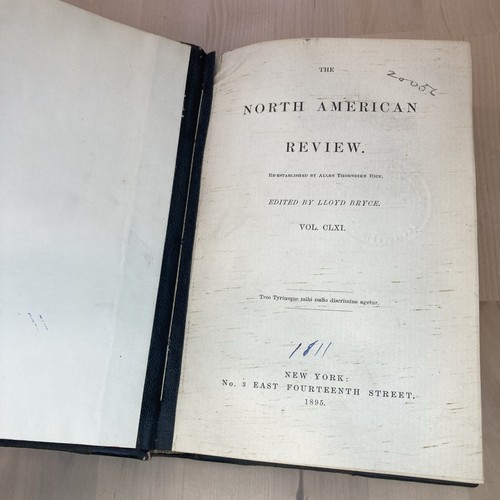 THE
2005L
NORTH AMERICAN
REVIEW.
RE-ESTABLISHED BY ALLEN THORNDIKE RICE.
EDITED BY LLOYD BRYCE.
VOL. CLXI.
Tros Tyriusque mihi nullo discrimine agetur.
1811
NEW YORK:
No. 3 EAST FOURTEENTH STREET.
1895.